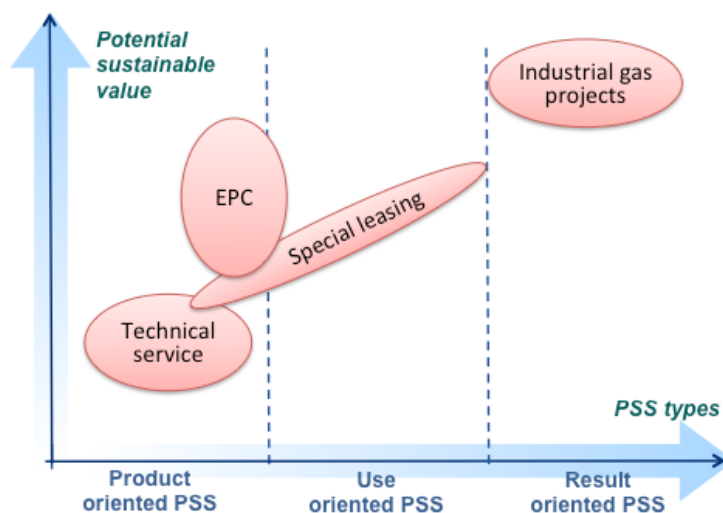 Potential
sustainable
value
Industrial gas
projects
EPC
Special leasing
Technical
service
PSS types
Product
oriented PSS
Use
oriented PSS
Result
oriented PSS